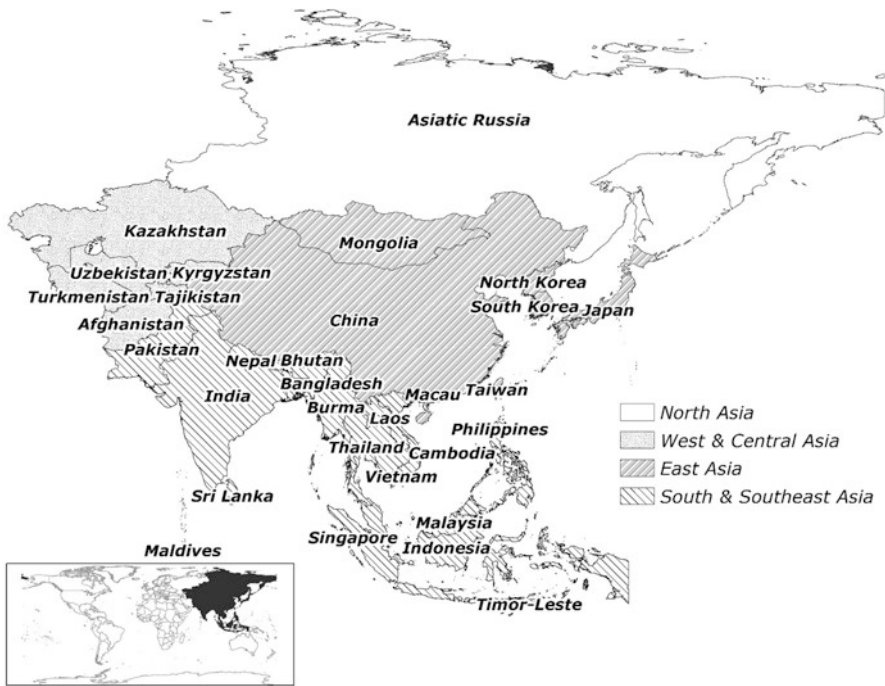 Asiatic Russia
Kazakhstan
Mongolia
Uzbekistan
Kyrgyzstan
North Korea
Turkmenistan
Tajikistan
South Korea
Japan
Afghanistan
China
Pakistan
Nepal
Bhutan
Bangladesh
India
Macau
Taiwan
Burma
Laos
North Asia
Philippines
West & Central Asia
Thailand
Cambodia
East Asia
Vietnam
Sri Lanka
South & Southeast Asia
Malaysia
Singapore
Indonesia
Maldives
Timor-Leste